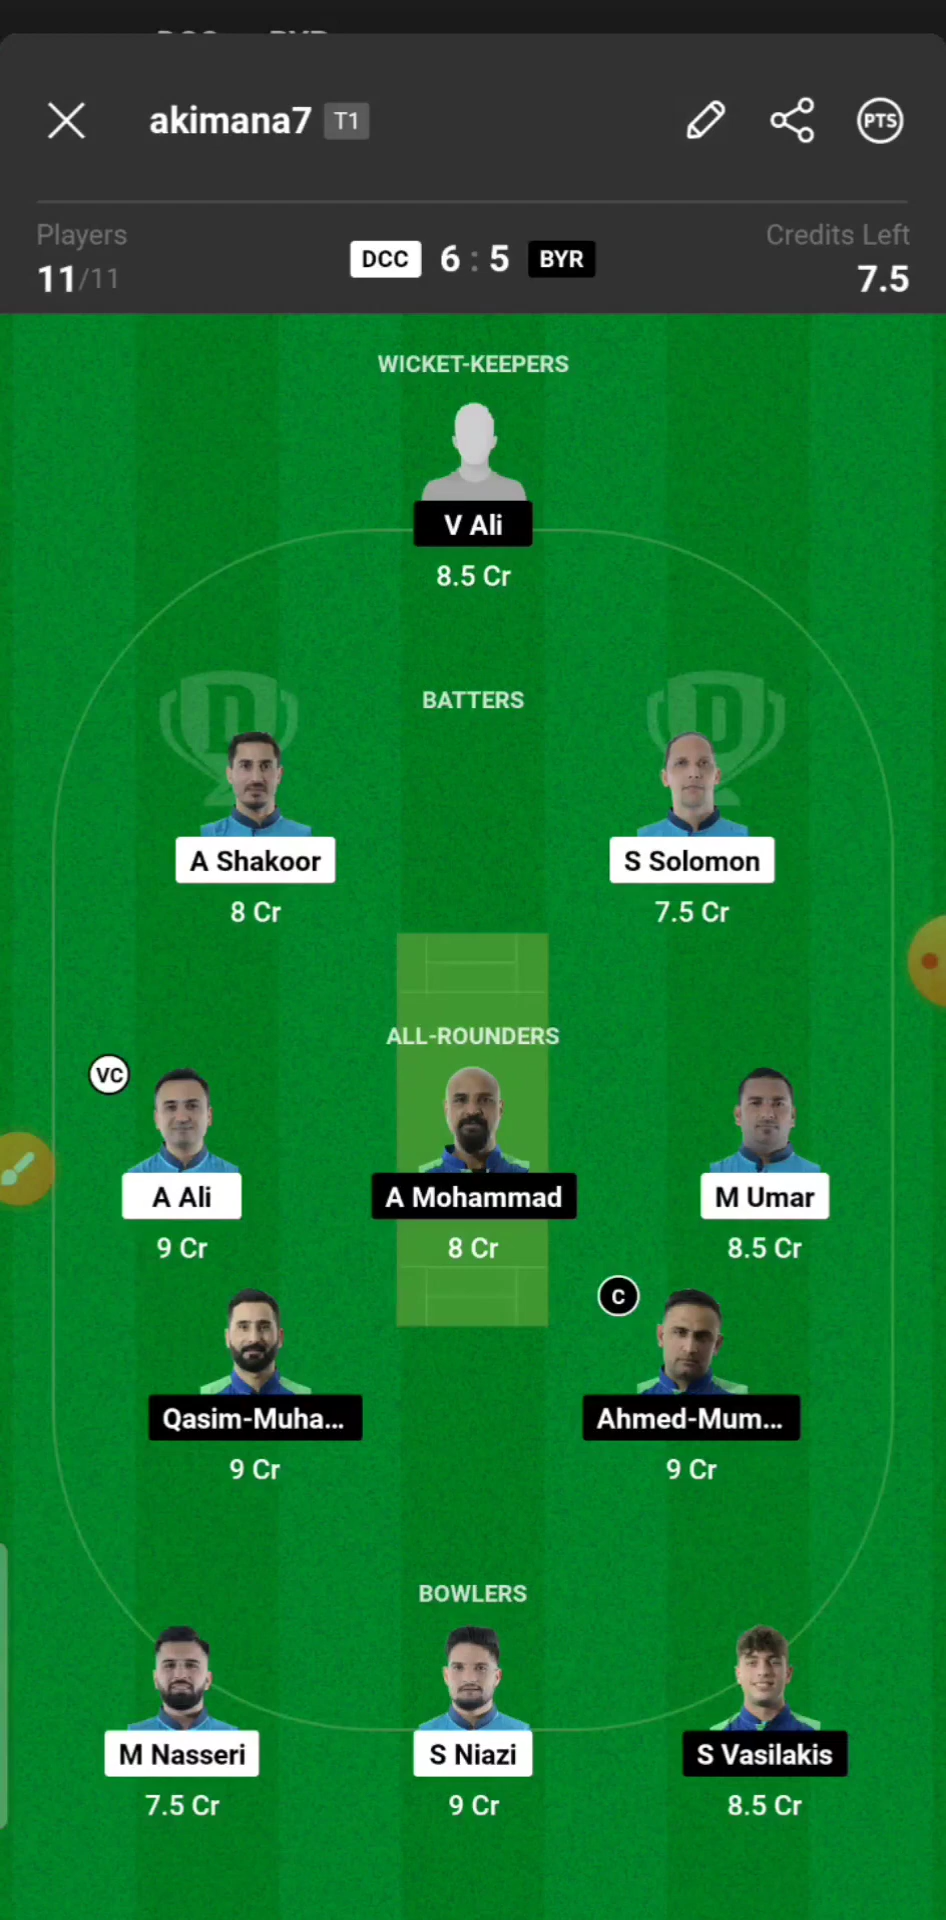 akimana7 T1 PTS
Players Credits Left
11/11 DCC 6 : 5 BYR 7.5
WICKET-KEEPERS
V Ali
8.5 Cr
BATTERS
A Shakoor S Solomon
8 Cr 7.5 Cr
ALL-ROUNDERS
VC
A Ali A Mohammad M Umar
9 Cr 8 Cr 8.5 Cr
C
Qasim-Muha... Ahmed-Mum...
9 Cr 9 Cr
BOWLERS
M Nasseri S Niazi S Vasilakis
7.5 Cr 9 Cr 8.5 Cr